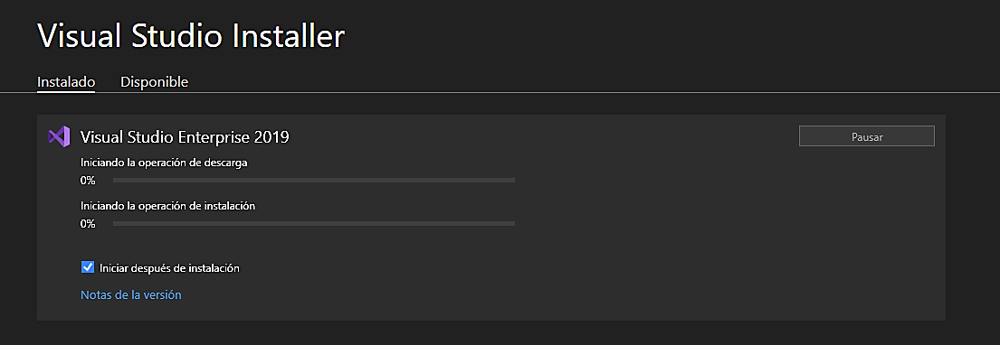 Visual Studio Installer
Instalado Disponible
Visual Studio Enterprise 2019
Pausar
Iniciando la operación de descarga
0%
Iniciando la operación de instalación
0%
Iniciar después de instalación
Notas de la versión